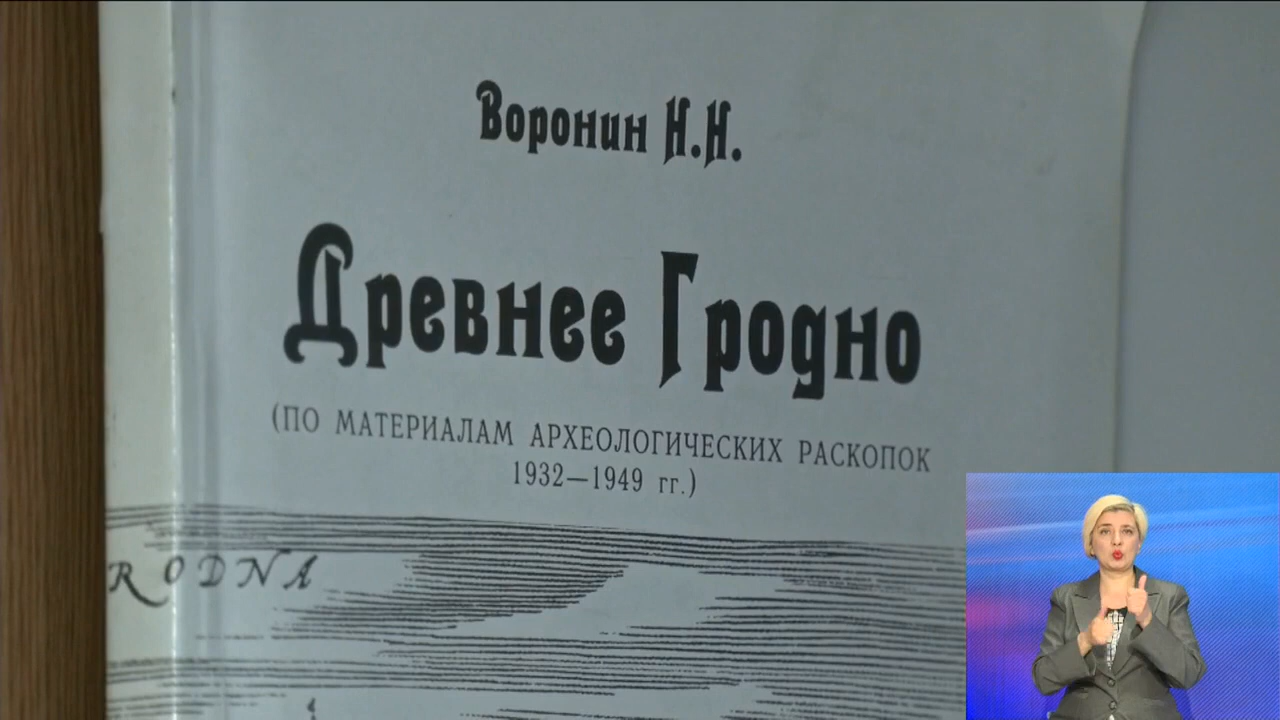 Воронин Н.Н.
Древнее Гродно
(ПО МАТЕРИАЛАМ АРХЕОЛОГИЧЕСКИХ РАСКОПОК
1932—1949 гг.)
RODNA